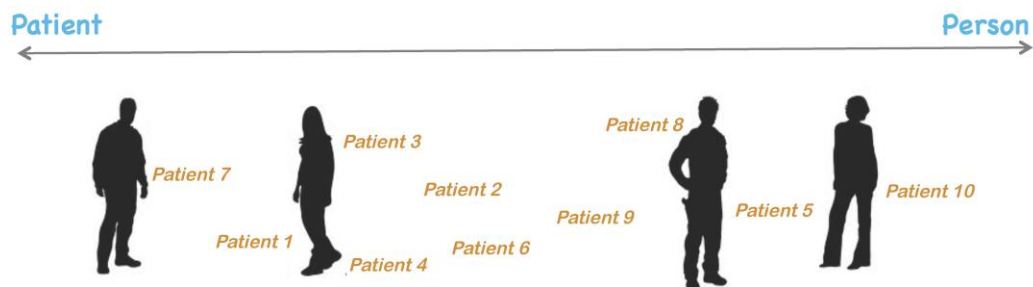 Patient
Person
Patient 8
Patient 3
Patient 7
Patient 2
Patient 10
Patient 5
Patient 9
Patient 1
Patient 6
Patient 4